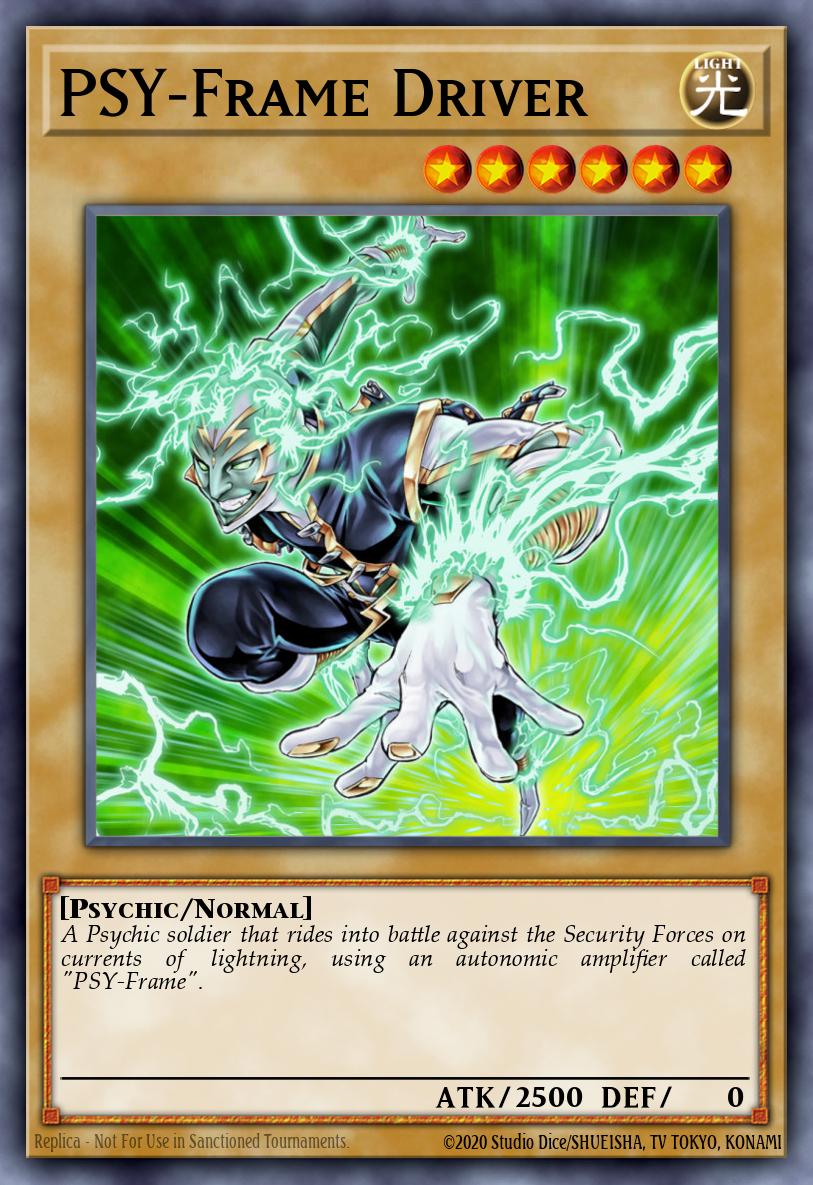 PSY-Frame Driver
LIGHT
光
[Psychic/Normal]
A Psychic soldier that rides into battle against the Security Forces on
currents of lightning, using an autonomic amplifier called
"PSY-Frame".
ATK/2500 DEF/ 0
Replica - Not For Use in Sanctioned Tournaments.
©2020 Studio Dice/SHUEISHA, TV TOKYO, KONAMI